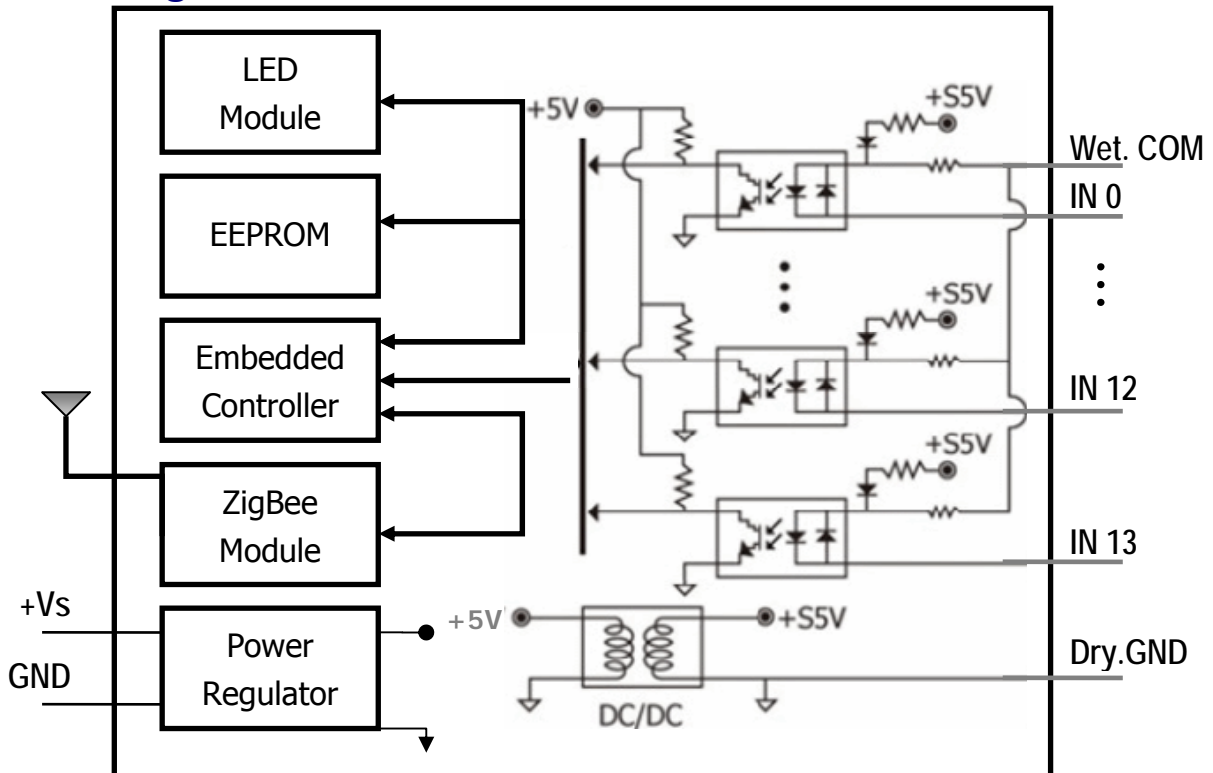 LED
Module
EEPROM
Embedded
Controller
ZigBee
Module
Power
Regulator
+Vs
GND
+5V
+S5V
+S5V
+S5V
+5V
+S5V
DC/DC
Wet. COM
IN 0
IN 12
IN 13
Dry.GND